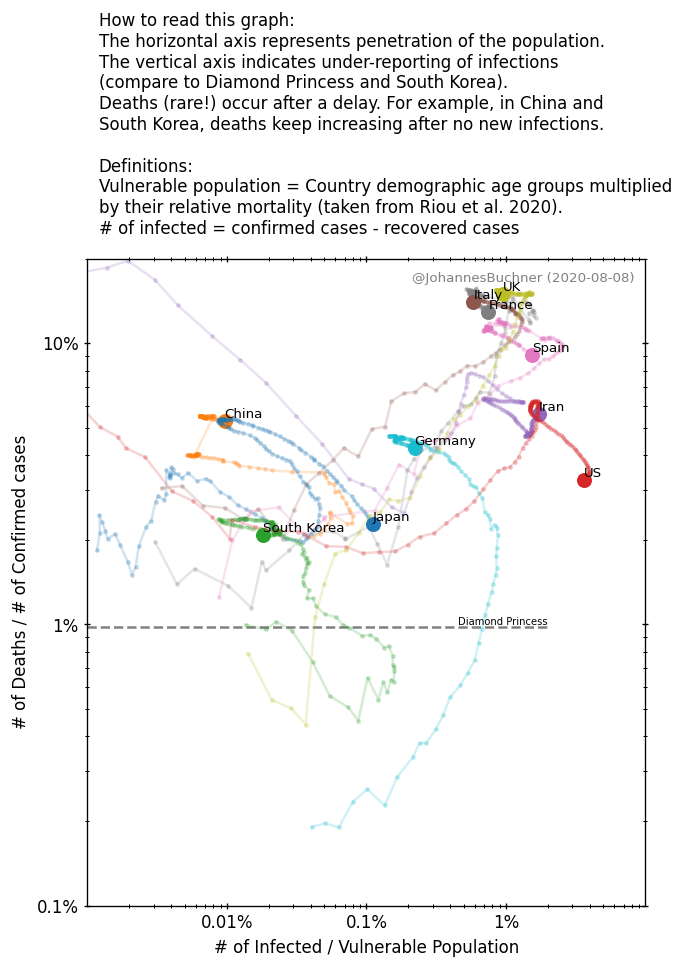 How to read this graph:
The horizontal axis represents penetration of the population.
The vertical axis indicates under-reporting of infections
(compare to Diamond Princess and South Korea).
Deaths (rare!) occur after a delay. For example, in China and
South Korea, deaths keep increasing after no new infections.
Definitions:
Vulnerable population = Country demographic age groups multiplied
by their relative mortality (taken from Riou et al. 2020).
# of infected = confirmed cases - recovered cases
@JohannesBuchner (2020-08-08)
UK
Italy
France
10%
Spain
Iran
China
Germany
US
Japan
South Korea
1%
Diamond Princess
0.1%
# of Deaths / # of Confirmed cases
0.01%
0.1%
1%
# of Infected / Vulnerable Population